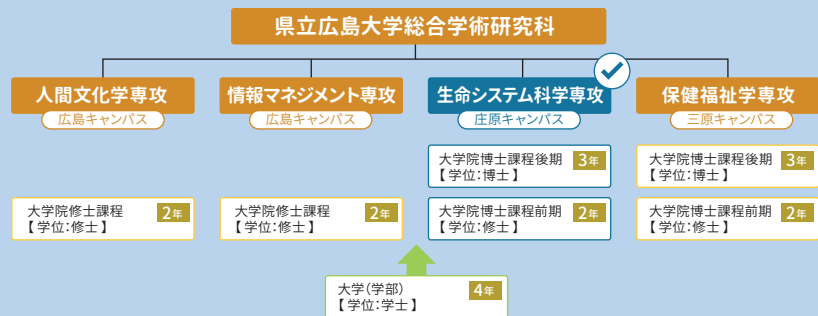 県立広島大学総合学術研究科
人間文化学専攻
広島キャンパス
情報マネジメント専攻
広島キャンパス
生命システム科学専攻
庄原キャンパス
保健福祉学専攻
三原キャンパス
大学院博士課程後期 3年
【学位:博士】
大学院博士課程後期 3年
【学位:博士】
大学院修士課程 2年
【学位:修士】
大学院修士課程 2年
【学位:修士】
大学院博士課程前期 2年
【学位:修士】
大学院博士課程前期 2年
【学位:修士】
大学(学部) 4年
【学位:学士】